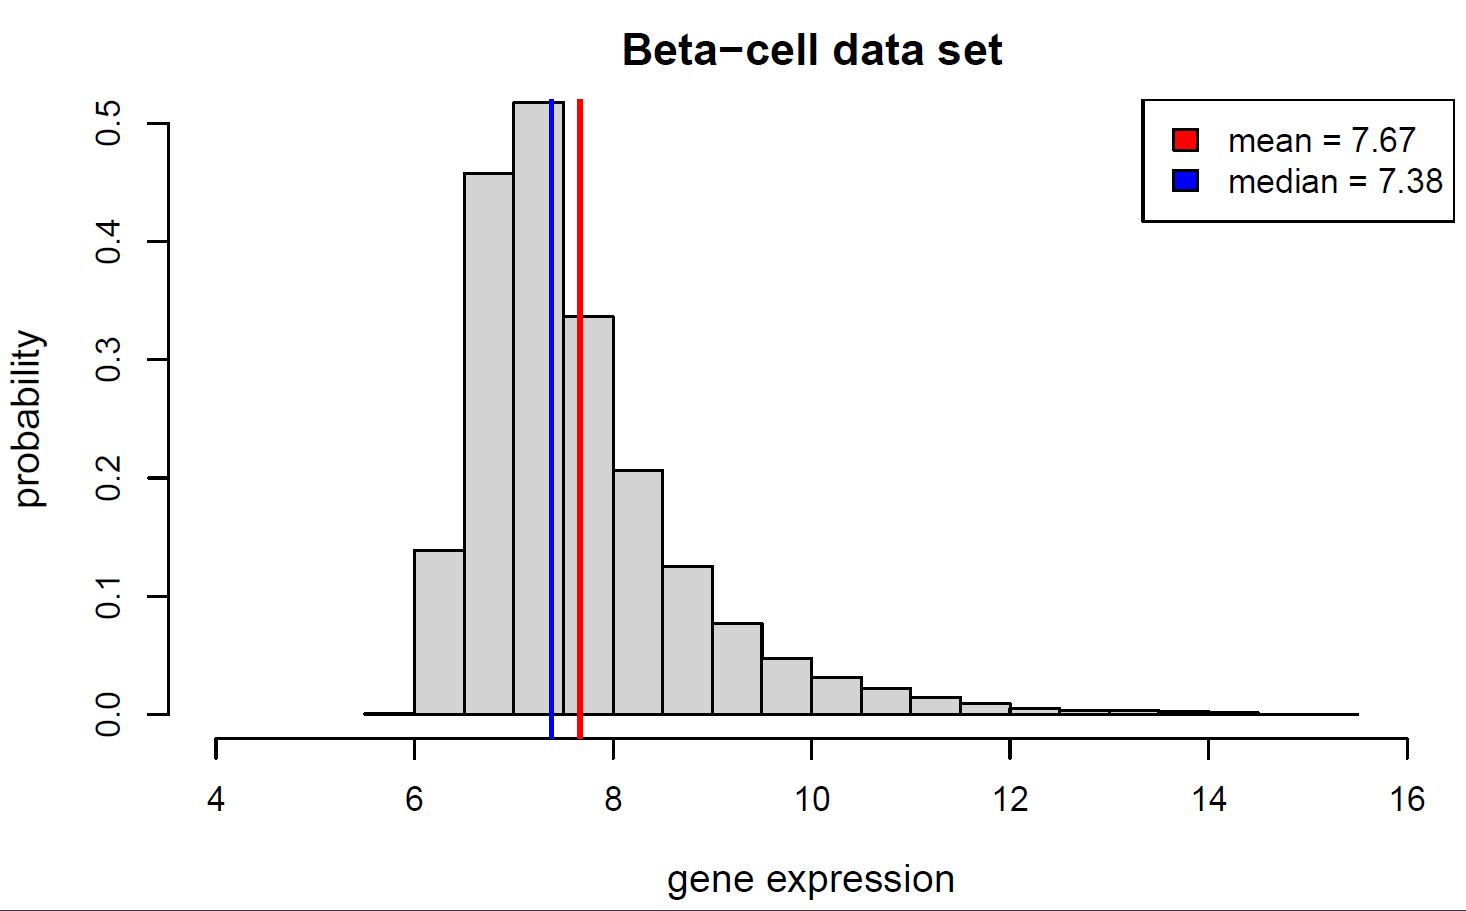 Beta−cell data set
mean = 7.67
median = 7.38
probability
0.5
0.4
0.3
0.2
0.1
0.0
4 6 8 10 12 14 16
gene expression